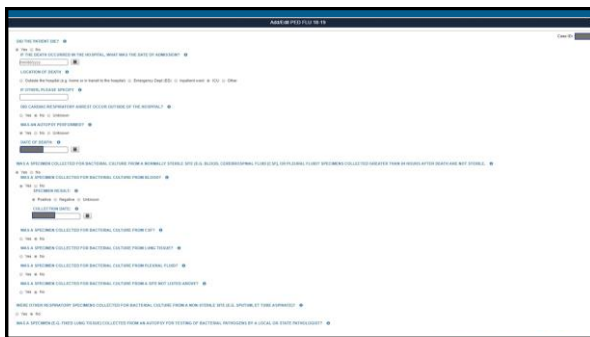 Add/Edit PED FLU 18-19
Case ID:
DID THE PATIENT DIE?
Yes No
IF THE DEATH OCCURRED IN THE HOSPITAL, WHAT WAS THE DATE OF ADMISSION?
LOCATION OF DEATH
Outside the hospital (e.g. home or in transit to the hospital) Emergency Dept (ED) Inpatient ward ICU Other
IF OTHER, PLEASE SPECIFY
DID CARDIAC/RESPIRATORY ARREST OCCUR OUTSIDE OF THE HOSPITAL?
Yes No Unknown
WAS AN AUTOPSY PERFORMED?
Yes No Unknown
DATE OF DEATH
WAS A SPECIMEN COLLECTED FOR BACTERIAL CULTURE FROM A NORMALLY STERILE SITE (E.G. BLOOD, CEREBROSPINAL FLUID [CSF], OR PLEURAL FLUID)? SPECIMENS COLLECTED GREATER THAN 24 HOURS AFTER DEATH ARE NOT STERILE.
Yes No
WAS A SPECIMEN COLLECTED FOR BACTERIAL CULTURE FROM BLOOD?
Yes No
SPECIMEN RESULT
Positive Negative Unknown
COLLECTION DATE
WAS A SPECIMEN COLLECTED FOR BACTERIAL CULTURE FROM CSF?
Yes No
WAS A SPECIMEN COLLECTED FOR BACTERIAL CULTURE FROM LUNG TISSUE?
Yes No
WAS A SPECIMEN COLLECTED FOR BACTERIAL CULTURE FROM PLEURAL FLUID?
Yes No
WAS A SPECIMEN COLLECTED FOR BACTERIAL CULTURE FROM A SITE NOT LISTED ABOVE?
Yes No
WERE OTHER RESPIRATORY SPECIMENS COLLECTED FOR BACTERIAL CULTURE FROM A NON-STERILE SITE (E.G. SPUTUM, ET TUBE ASPIRATE)?
Yes No
WAS A SPECIMEN (E.G. FIXED LUNG TISSUE) COLLECTED FROM AN AUTOPSY FOR TESTING OF BACTERIAL PATHOGENS BY A LOCAL OR STATE PATHOLOGIST?